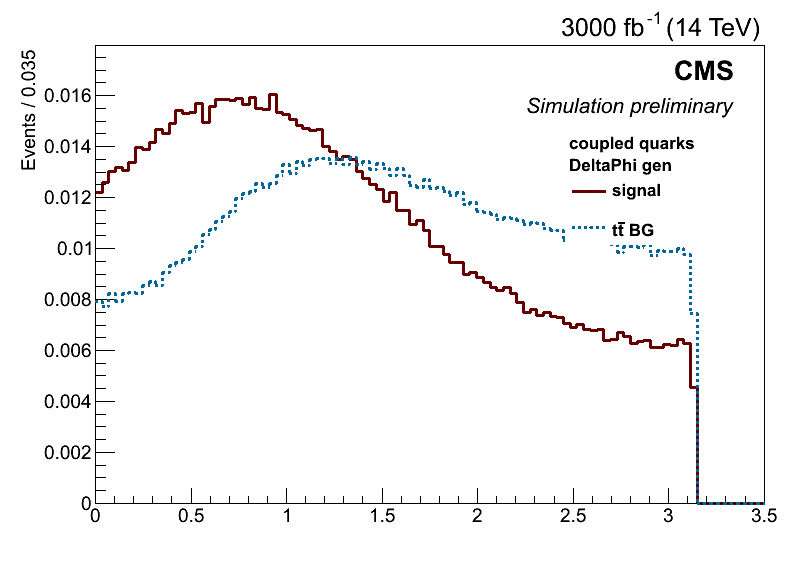 3000 fb⁻¹ (14 TeV)
Events / 0.035
CMS
Simulation preliminary
coupled quarks
DeltaPhi gen
signal
tt̄ BG
0.016
0.014
0.012
0.01
0.008
0.006
0.004
0.002
0
0 0.5 1 1.5 2 2.5 3 3.5